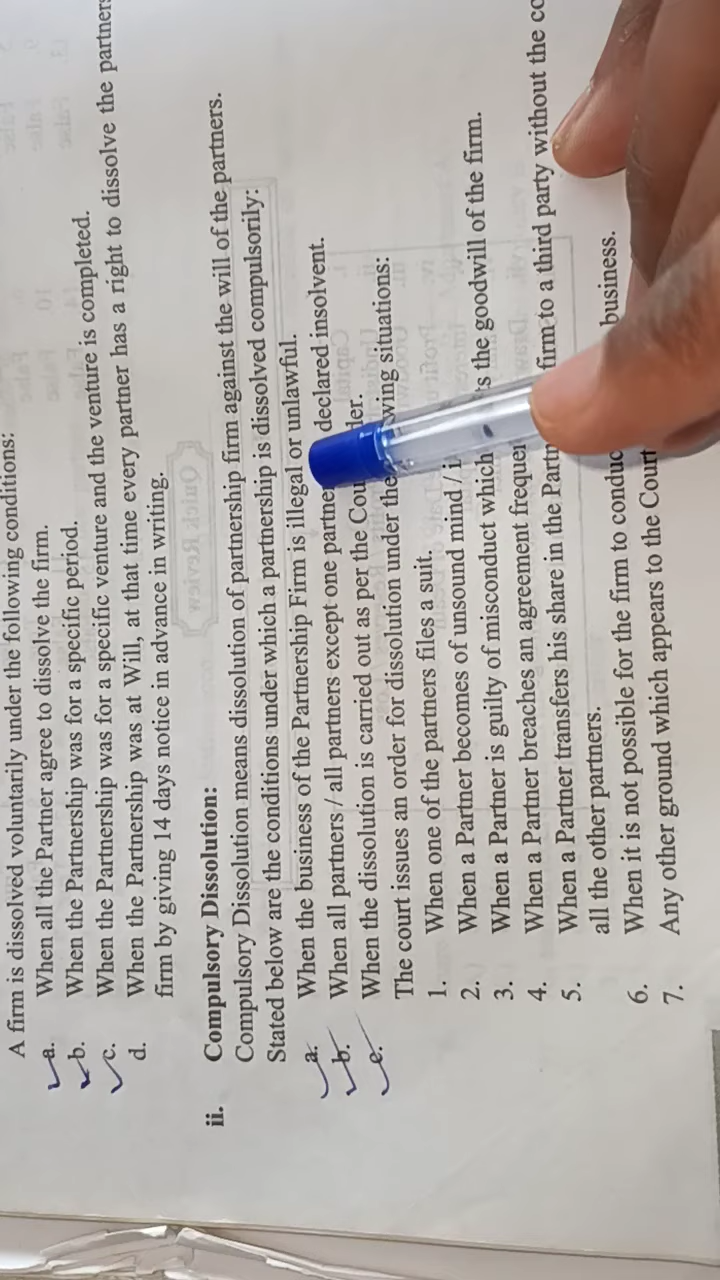 A firm is dissolved voluntarily under the following conditions:
a. When all the Partner agree to dissolve the firm.
b. When the Partnership was for a specific period.
c. When the Partnership was for a specific venture and the venture is completed.
d. When the Partnership was at Will, at that time every partner has a right to dissolve the
firm by giving 14 days notice in advance in writing.
ii. Compulsory Dissolution:
Compulsory Dissolution means dissolution of partnership firm against the will of the partners.
Stated below are the conditions under which a partnership is dissolved compulsorily:
a. When the business of the Partnership Firm is illegal or unlawful.
b. When all partners / all partners except one declared insolvent.
c. When the dissolution is carried out as per the
The court issues an order for dissolution under situations:
1. When one of the partners files a suit.
2. When a Partner becomes of unsound mind /
3. When a Partner is guilty of misconduct which the goodwill of the firm.
4. When a Partner breaches an agreement
5. When a Partner transfers his share in the firm to a third party without the
all the other partners.
6. When it is not possible for the firm to business.
7. Any other ground which appears to the Court